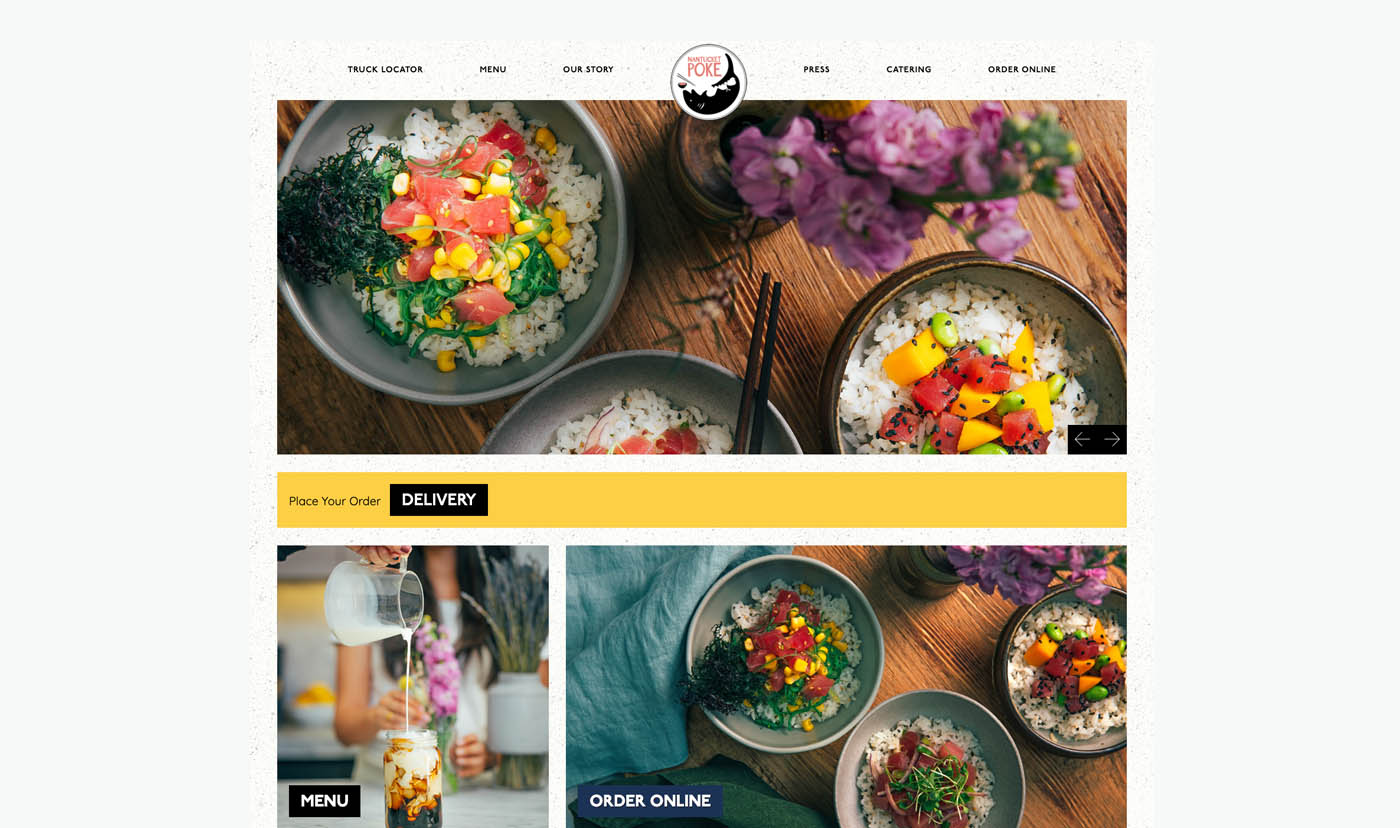 TRUCK LOCATOR
MENU
OUR STORY
NANTUCKET
POKE
PRESS
CATERING
ORDER ONLINE
Place Your Order
DELIVERY
MENU
ORDER ONLINE